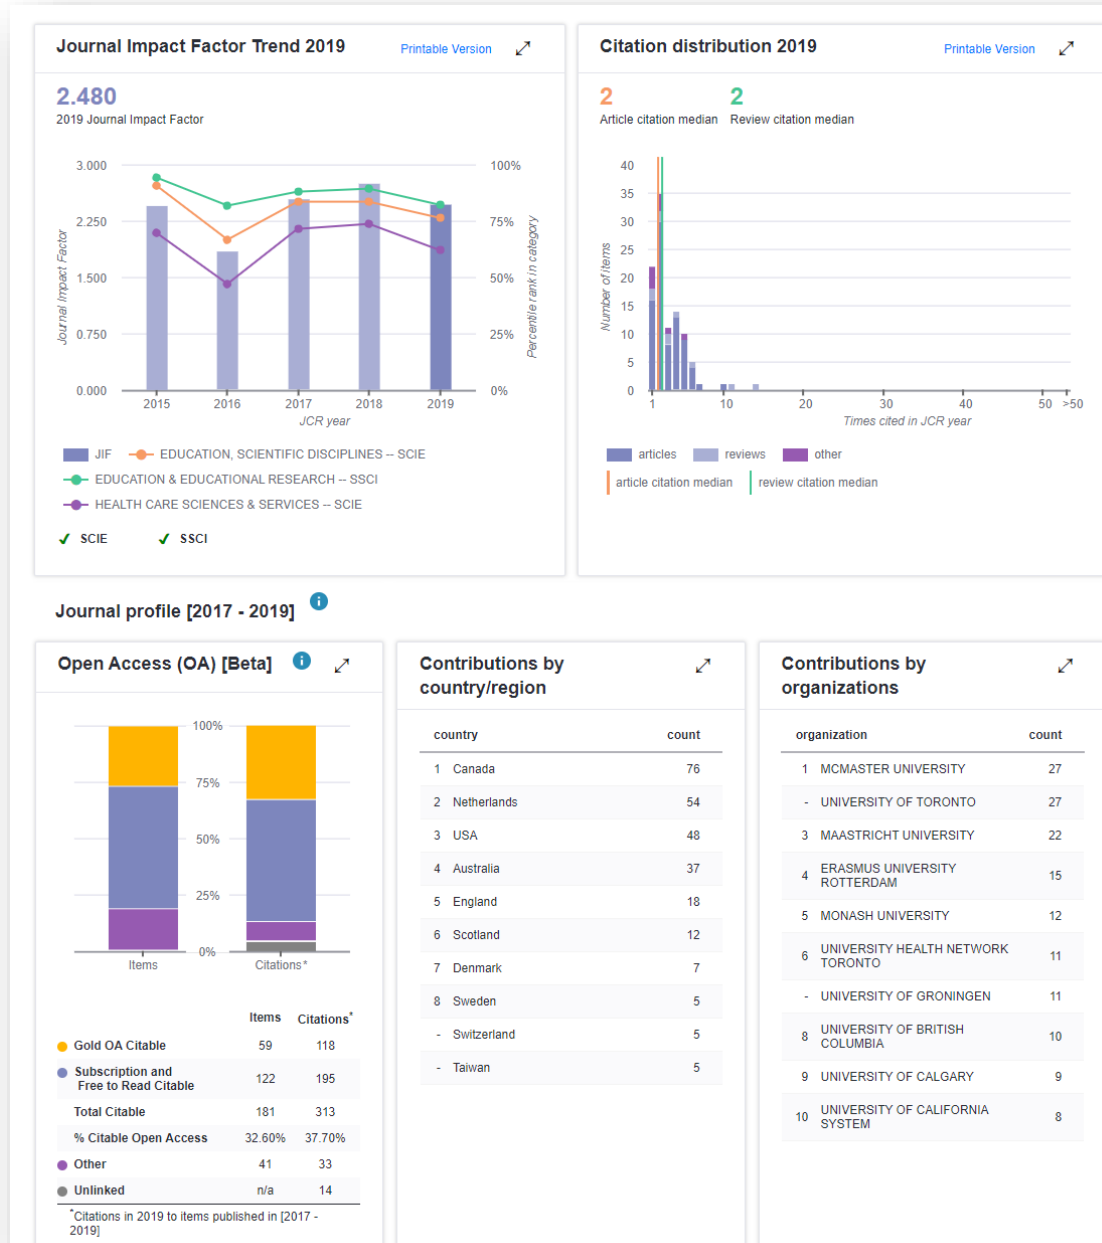 Journal Impact Factor Trend 2019
Printable Version
2.480
2019 Journal Impact Factor
3.000
2.250
1.500
0.750
0.000
Journal Impact Factor
100%
75%
50%
25%
0%
Percentile rank in category
2015 2016 2017 2018 2019
JCR year
JIF EDUCATION, SCIENTIFIC DISCIPLINES -- SCIE
EDUCATION & EDUCATIONAL RESEARCH -- SSCI
HEALTH CARE SCIENCES & SERVICES -- SCIE
✓ SCIE ✓ SSCI
Citation distribution 2019
Printable Version
2 2
Article citation median Review citation median
40
35
30
25
20
15
10
5
0
Number of items
1 10 20 30 40 50 >50
Times cited in JCR year
articles reviews other
article citation median review citation median
Journal profile [2017 - 2019] i
Open Access (OA) [Beta] i
100%
75%
50%
25%
0%
Items Citations*
Items Citations*
Gold OA Citable 59 118
Subscription and
Free to Read Citable 122 195
Total Citable 181 313
% Citable Open Access 32.60% 37.70%
Other 41 33
Unlinked n/a 14
*Citations in 2019 to items published in [2017 -
2019]
Contributions by
country/region
country count
1 Canada 76
2 Netherlands 54
3 USA 48
4 Australia 37
5 England 18
6 Scotland 12
7 Denmark 7
8 Sweden 5
- Switzerland 5
- Taiwan 5
Contributions by
organizations
organization count
1 MCMASTER UNIVERSITY 27
- UNIVERSITY OF TORONTO 27
3 MAASTRICHT UNIVERSITY 22
4 ERASMUS UNIVERSITY
ROTTERDAM 15
5 MONASH UNIVERSITY 12
6 UNIVERSITY HEALTH NETWORK
TORONTO 11
- UNIVERSITY OF GRONINGEN 11
8 UNIVERSITY OF BRITISH
COLUMBIA 10
9 UNIVERSITY OF CALGARY 9
10 UNIVERSITY OF CALIFORNIA
SYSTEM 8